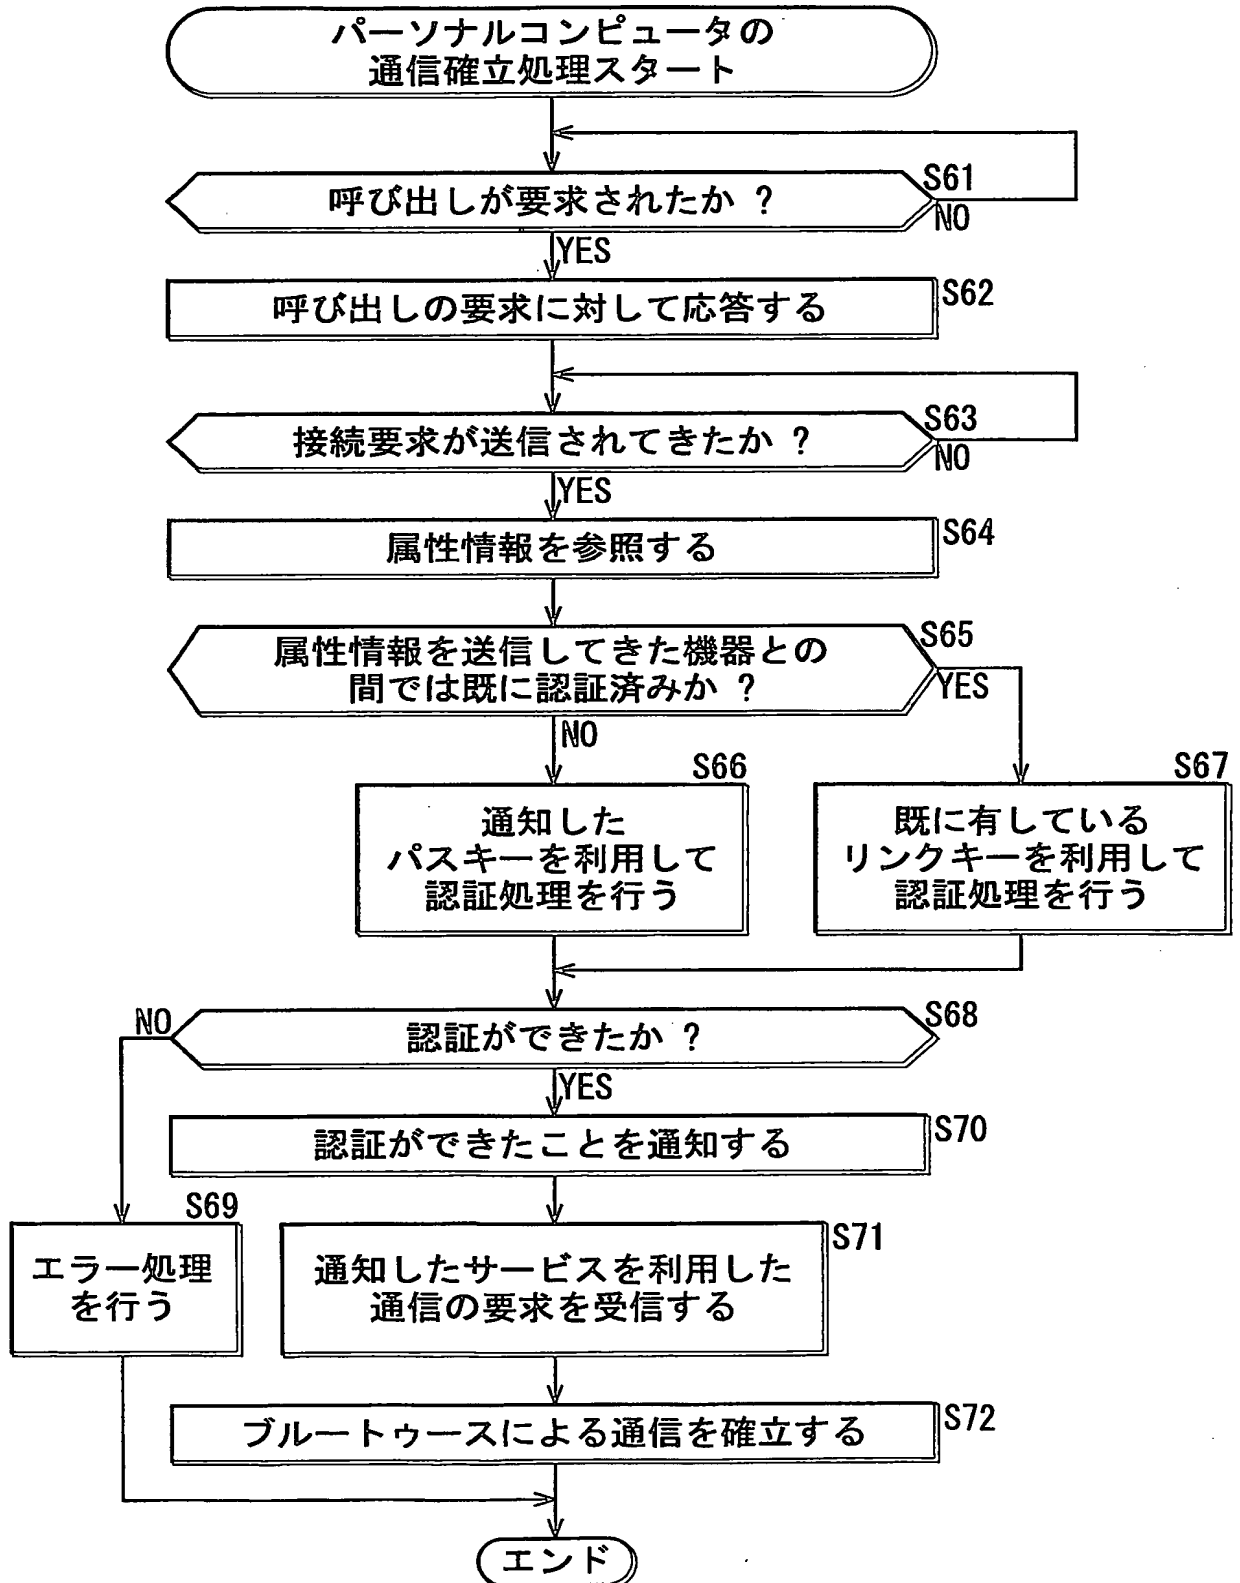 パーソナルコンピュータの
通信確立処理スタート
S61
呼び出しが要求されたか ?
NO
YES
S62
呼び出しの要求に対して応答する
S63
接続要求が送信されてきたか ?
NO
YES
S64
属性情報を参照する
S65
属性情報を送信してきた機器との
間では既に認証済みか ?
YES
NO
S66
通知した
パスキーを利用して
認証処理を行う
S67
既に有している
リンクキーを利用して
認証処理を行う
S68
認証ができたか ?
NO
YES
S70
認証ができたことを通知する
S69
エラー処理
を行う
S71
通知したサービスを利用した
通信の要求を受信する
S72
ブルートゥースによる通信を確立する
エンド